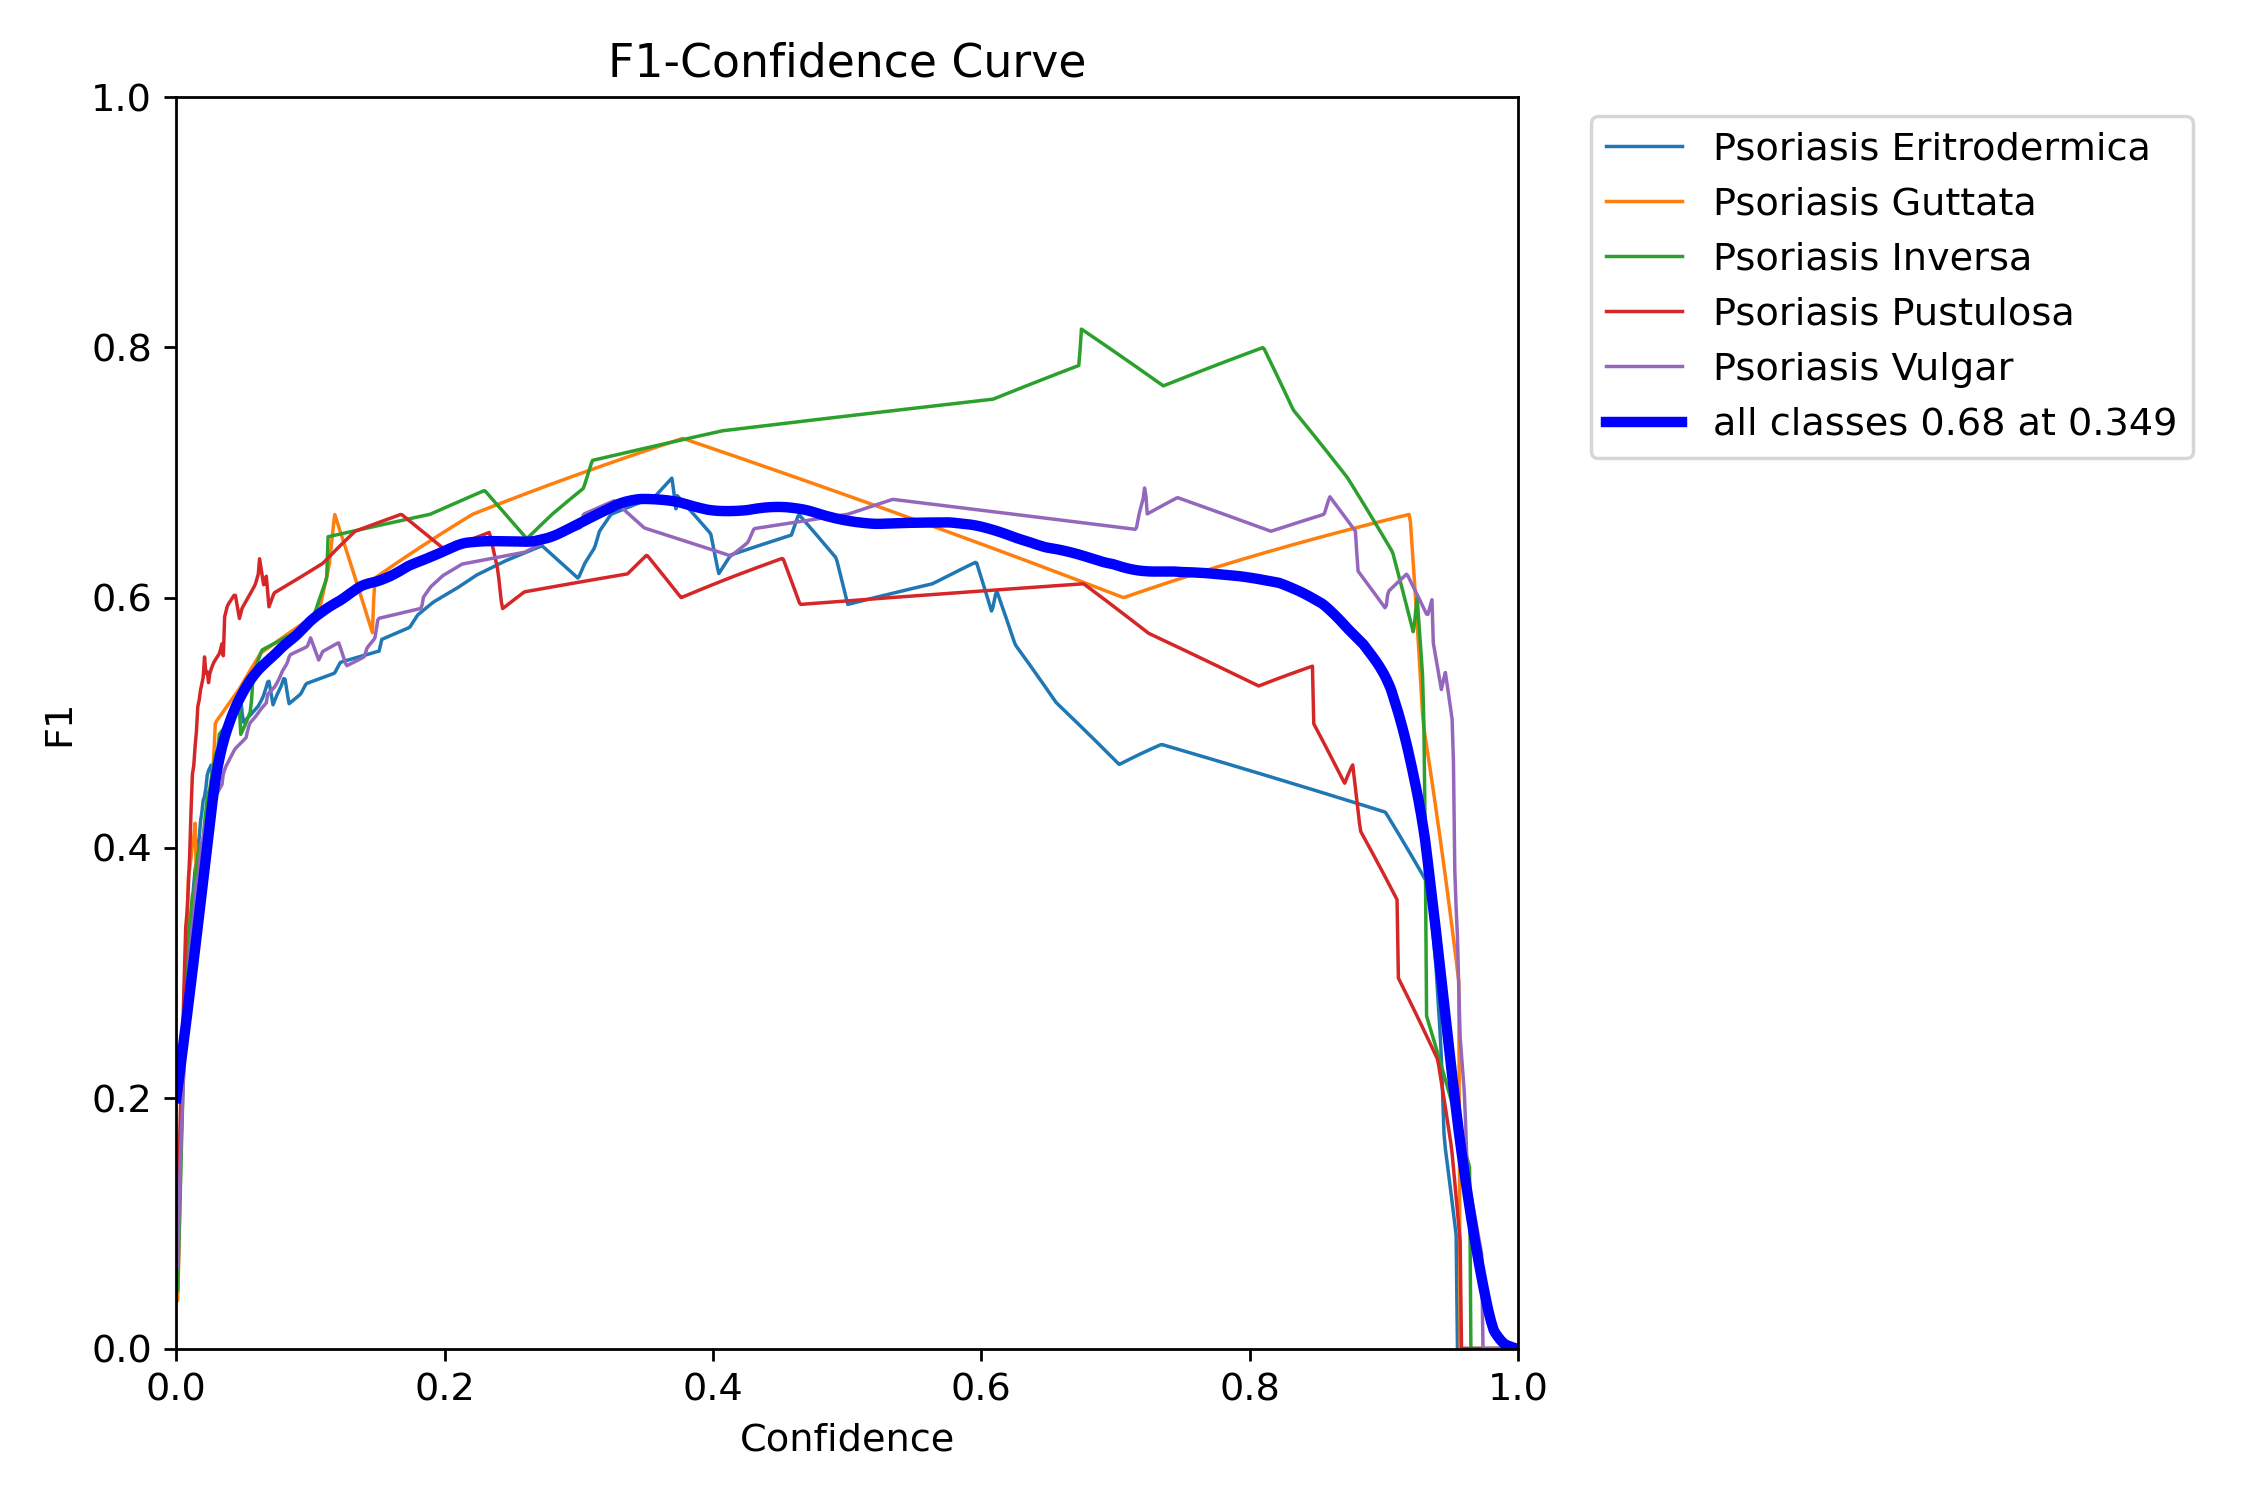 F1-Confidence Curve
1.0
0.8
0.6
0.4
0.2
0.0
F1
0.0 0.2 0.4 0.6 0.8 1.0
Confidence
Psoriasis Eritrodermica
Psoriasis Guttata
Psoriasis Inversa
Psoriasis Pustulosa
Psoriasis Vulgar
all classes 0.68 at 0.349